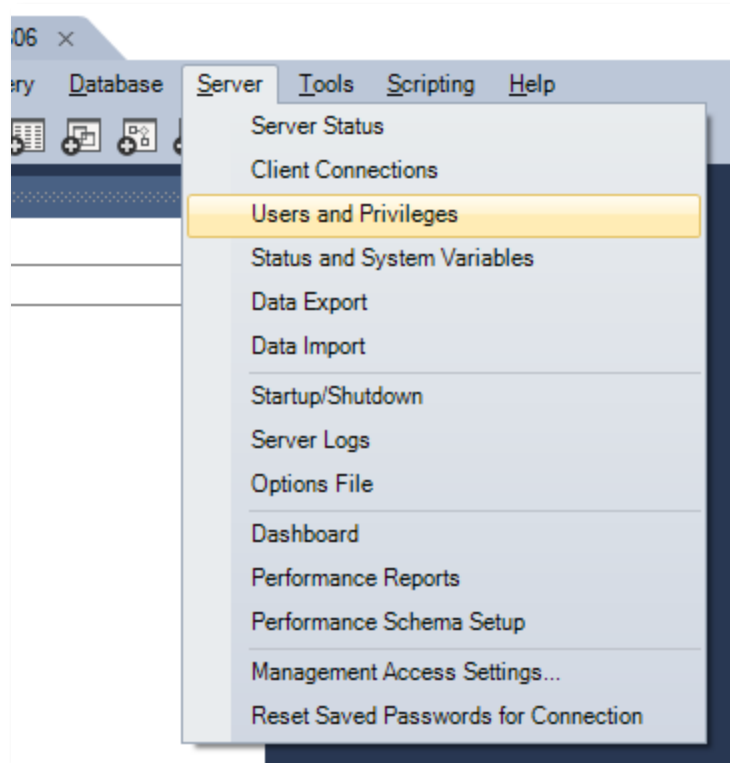 306 ×
ery Database Server Tools Scripting Help
Server Status
Client Connections
Users and Privileges
Status and System Variables
Data Export
Data Import
Startup/Shutdown
Server Logs
Options File
Dashboard
Performance Reports
Performance Schema Setup
Management Access Settings...
Reset Saved Passwords for Connection